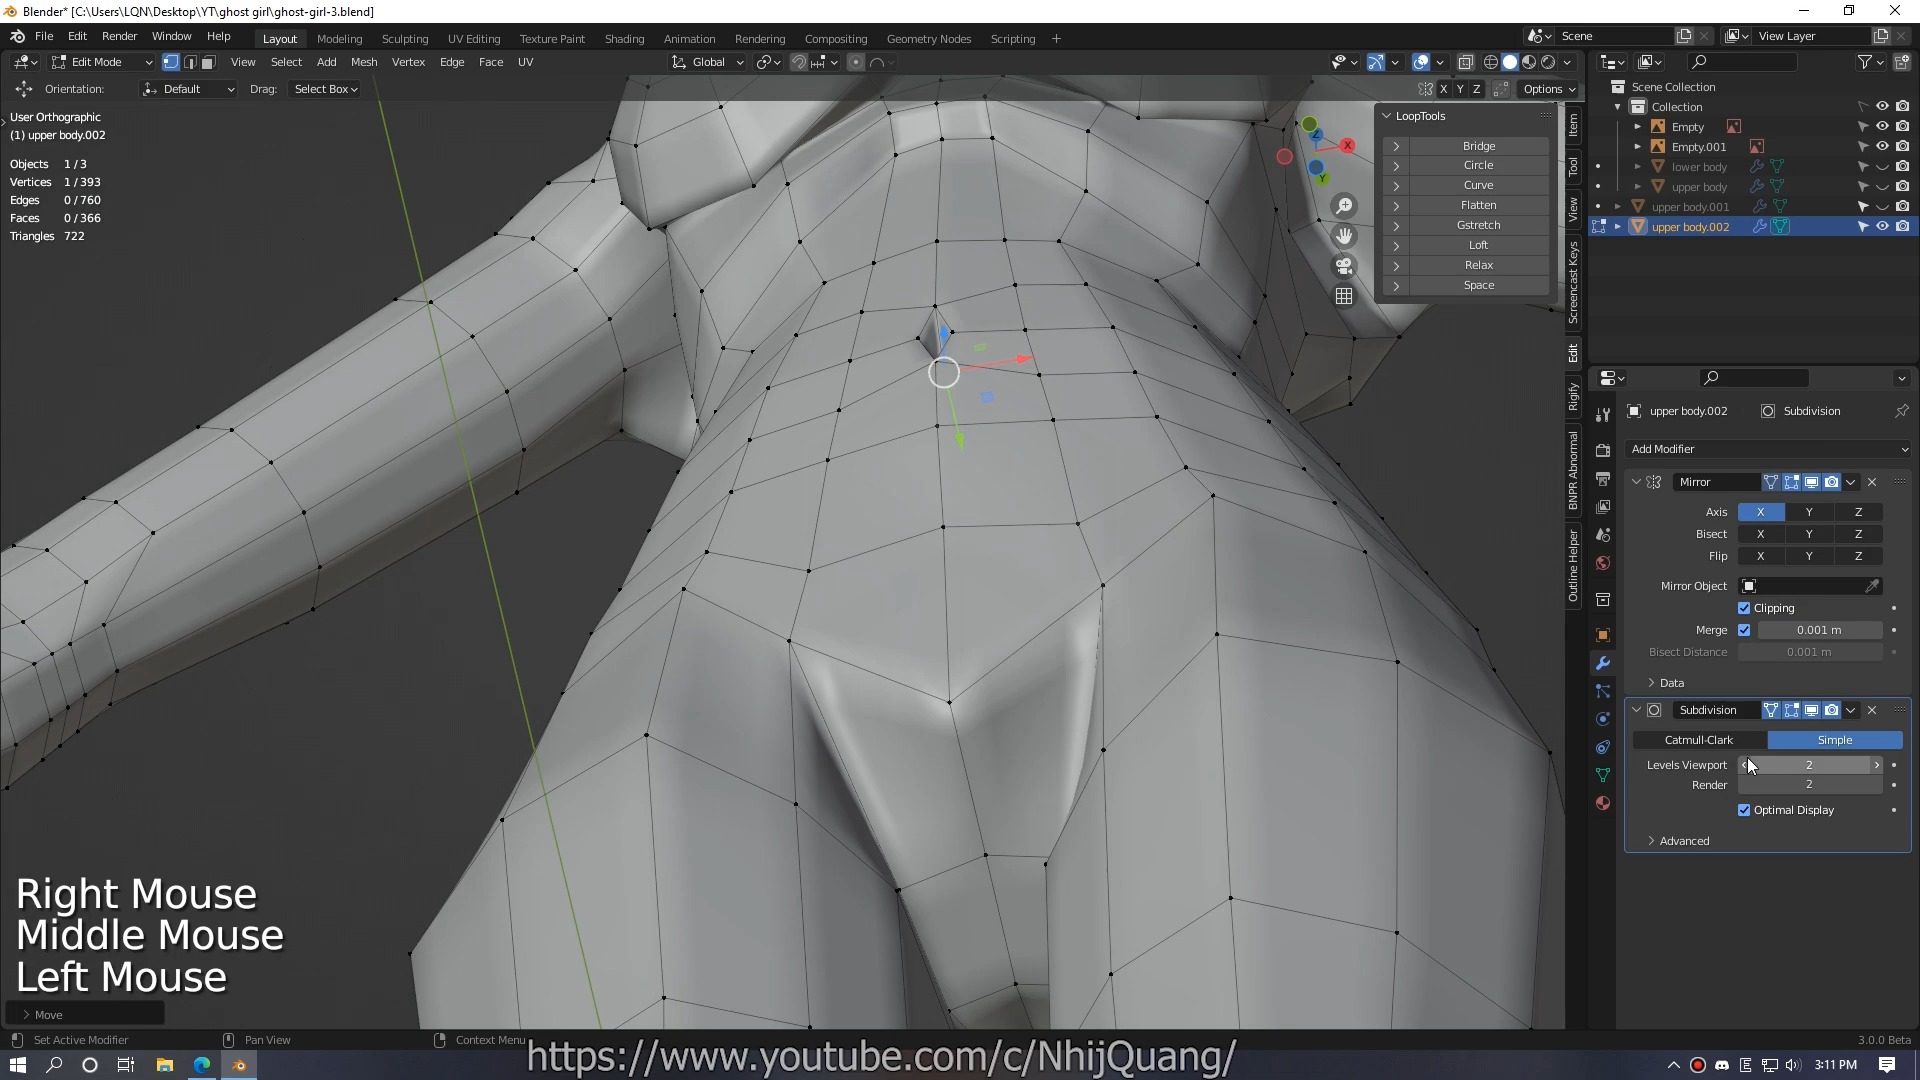 Blender* [C:\Users\LQN\Desktop\YT\ghost girl\ghost-girl-3.blend]
File Edit Render Window Help Layout Modeling Sculpting UV Editing Texture Paint Shading Animation Rendering Compositing Geometry Nodes Scripting + Scene View Layer
Edit Mode View Select Add Mesh Vertex Edge Face UV Global
Orientation: Default Drag: Select Box X Y Z Options
User Orthographic
(1) upper body.002
Objects 1 / 3
Vertices 1 / 393
Edges 0 / 760
Faces 0 / 366
Triangles 722
LoopTools
Bridge
Circle
Curve
Flatten
Gstretch
Loft
Relax
Space
X
Y
Z
Item
Tool
View
Screencast Keys
Edit
Rigify
BNPR Abnormal
Outline Helper
Scene Collection
Collection
Empty
Empty.001
lower body
upper body
upper body.001
upper body.002
upper body.002 Subdivision
Add Modifier
Mirror
Axis X Y Z
Bisect X Y Z
Flip X Y Z
Mirror Object
Clipping
Merge 0.001 m
Bisect Distance 0.001 m
Data
Subdivision
Catmull-Clark Simple
Levels Viewport 2
Render 2
Optimal Display
Advanced
Right Mouse
Middle Mouse
Left Mouse
Move
Set Active Modifier Pan View Context Menu 3.0.0 Beta
https://www.youtube.com/c/NhijQuang/
3:11 PM